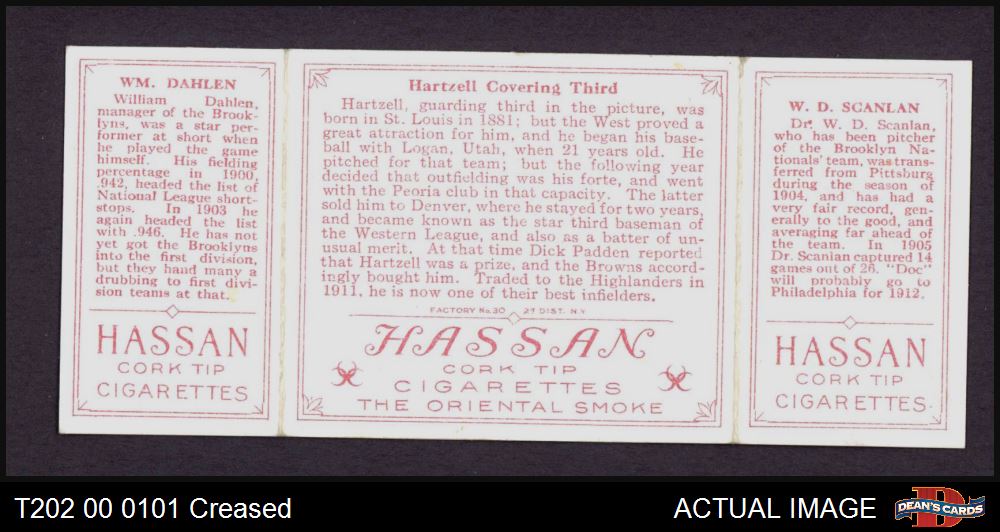 WM. DAHLEN
William Dahlen,
manager of the Brook-
lyns, was a star per-
former at short when
he played the game
himself. His fielding
percentage in 1900,
.942, headed the list of
National League short-
stops. In 1903 he
again headed the list
with .946. He has not
yet got the Brooklyns
into the first division,
but they hand many a
drubbing to first divi-
sion teams at that.
HASSAN
CORK TIP
CIGARETTES
Hartzell Covering Third
Hartzell, guarding third in the picture, was
born in St. Louis in 1881; but the West proved a
great attraction for him, and he began his base-
ball with Logan, Utah, when 21 years old. He
pitched for that team; but the following year
decided that outfielding was his forte, and went
with the Peoria club in that capacity. The latter
sold him to Denver, where he stayed for two years,
and became known as the star third baseman of
the Western League, and also as a batter of un-
usual merit. At that time Dick Padden reported
that Hartzell was a prize, and the Browns accord-
ingly bought him. Traded to the Highlanders in
1911, he is now one of their best infielders.
FACTORY No. 30 2D DIST. N.Y.
HASSAN
CORK TIP
CIGARETTES
THE ORIENTAL SMOKE
W. D. SCANLAN
Dr. W. D. Scanlan,
who has been pitcher
of the Brooklyn Na-
tionals' team, was trans-
ferred from Pittsburg
during the season of
1904, and has had a
very fair record, gen-
erally to the good, and
averaging far ahead of
the team. In 1905
Dr. Scanlan captured 14
games out of 26. "Doc"
will probably go to
Philadelphia for 1912.
HASSAN
CORK TIP
CIGARETTES
T202 00 0101 Creased
ACTUAL IMAGE
DEAN'S CARDS